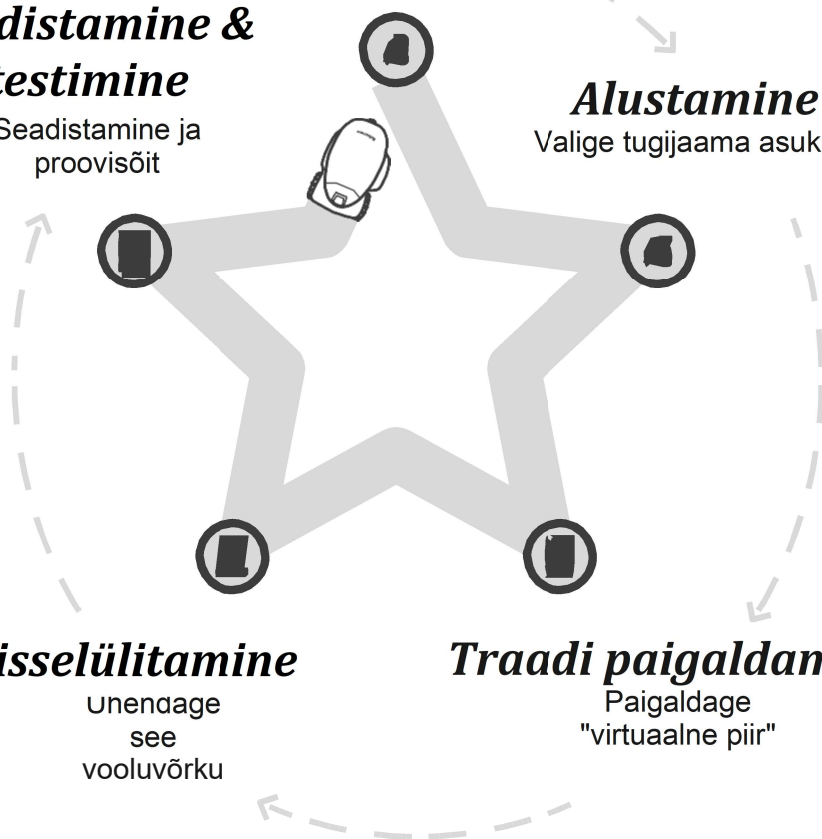 distamine &
testimine
Seadistamine ja
proovisõit
Alustamine
Valige tugijaama asuk
isselülitamine
Ühendage
see
vooluvõrku
Traadi paigaldam
Paigaldage
"virtuaalne piir"